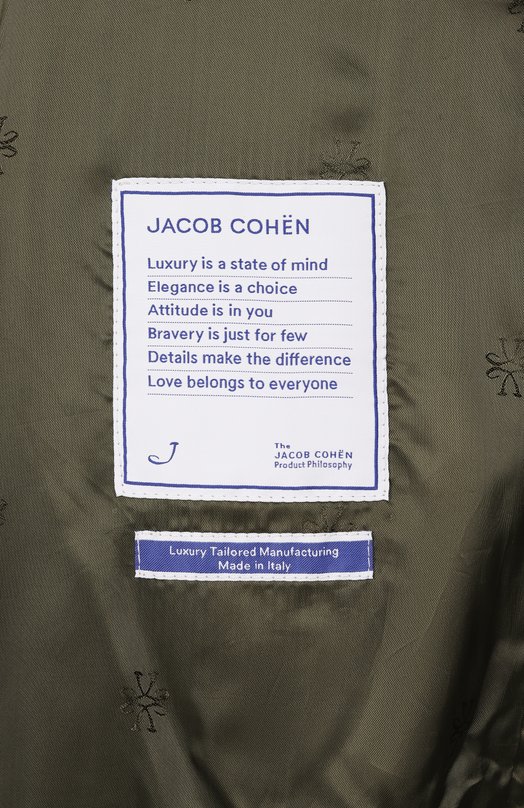 JACOB COHËN
Luxury is a state of mind
Elegance is a choice
Attitude is in you
Bravery is just for few
Details make the difference
Love belongs to everyone
J
The
JACOB COHËN
Product Philosophy
Luxury Tailored Manufacturing
Made in Italy